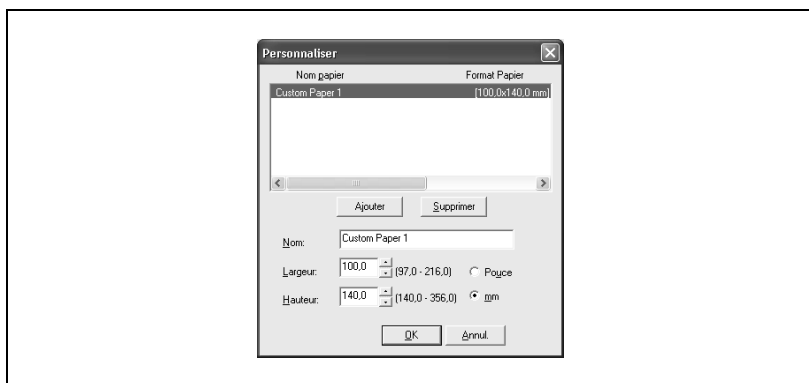 Personnaliser
Nom papier Format Papier
Custom Paper 1 [100,0x140,0 mm]
Ajouter Supprimer
Nom: Custom Paper 1
Largeur: 100,0 (97,0 - 216,0) Pouce
Hauteur: 140,0 (140,0 - 356,0) mm
OK Annul.